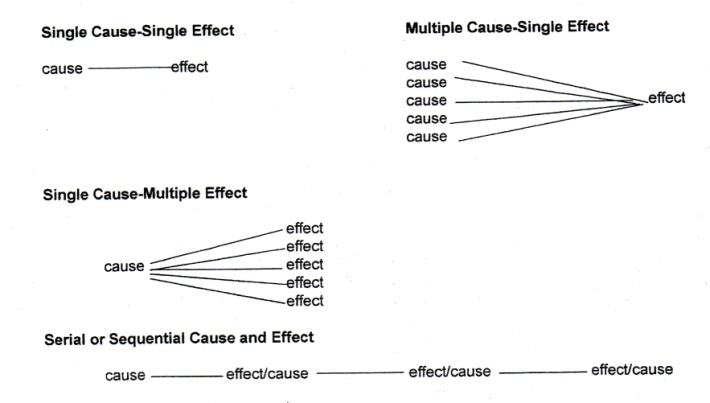 Single Cause-Single Effect
cause effect
Multiple Cause-Single Effect
cause
cause
cause
cause
cause
effect
Single Cause-Multiple Effect
cause
effect
effect
effect
effect
effect
Serial or Sequential Cause and Effect
cause effect/cause effect/cause effect/cause